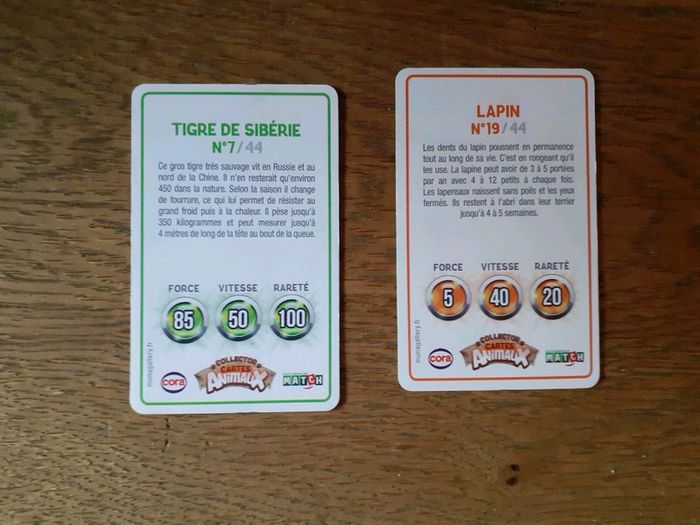 TIGRE DE SIBÉRIE
N°7/44
Ce gros tigre très sauvage vit en Russie et au
nord de la Chine. Il n'en resterait qu'environ
450 dans la nature. Selon la saison il change
de fourrure, ce qui lui permet de résister au
grand froid puis à la chaleur. Il pèse jusqu'à
350 kilogrammes et peut mesurer jusqu'à
4 mètres de long de la tête au bout de la queue.
FORCE VITESSE RARETÉ
85 50 100
monagallery.fr
cora
COLLECTOR
CARTES
ANIMAUX
MATCH
LAPIN
N°19/44
Les dents du lapin poussent en permanence
tout au long de sa vie. C'est en rongeant qu'il
les use. La lapine peut avoir de 3 à 5 portées
par an avec 4 à 12 petits à chaque fois.
Les lapereaux naissent sans poils et les yeux
fermés. Ils restent à l'abri dans leur terrier
jusqu'à 4 à 5 semaines.
FORCE VITESSE RARETÉ
5 40 20
monagallery.fr
cora
COLLECTOR
CARTES
ANIMAUX
MATCH